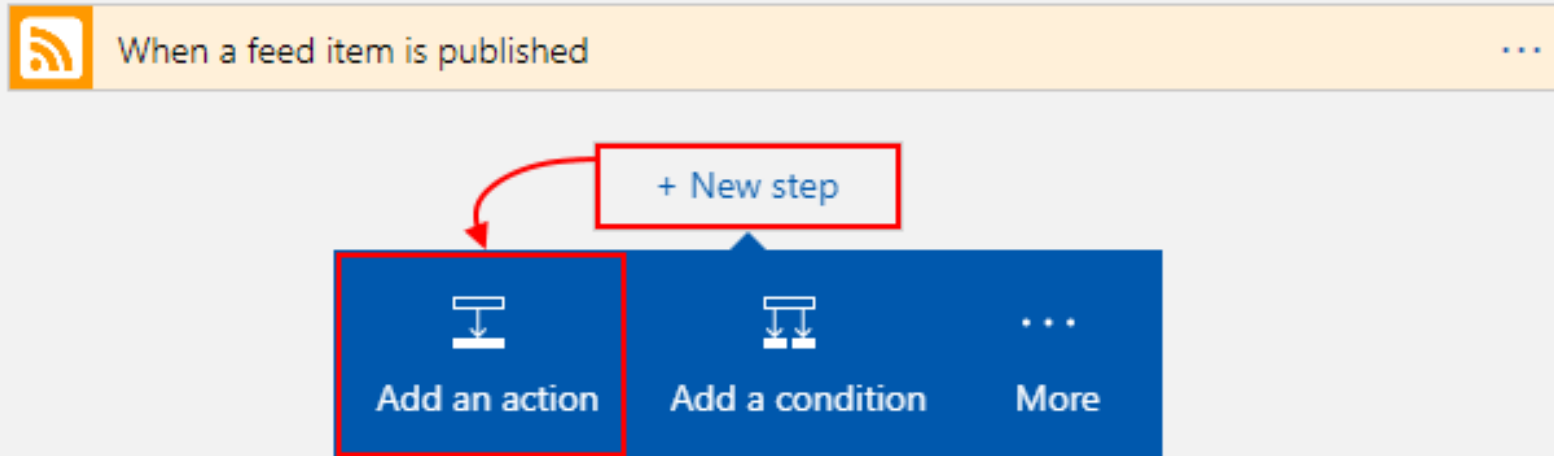 When a feed item is published
...
+ New step
...
Add an action
Add a condition
More